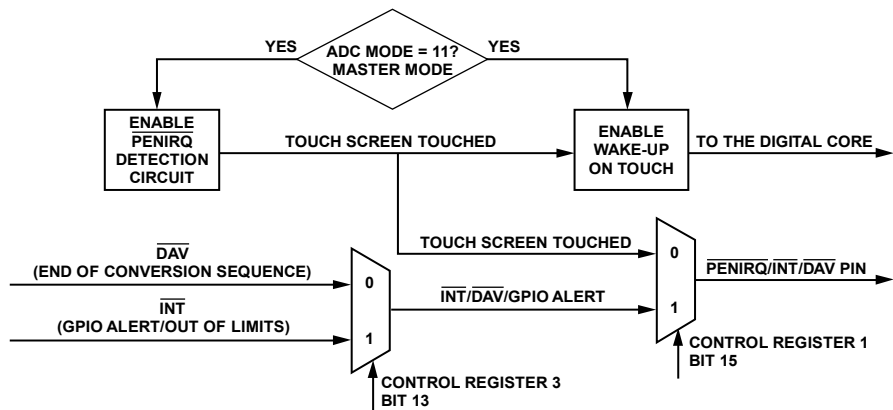 YES
ADC MODE = 11?
MASTER MODE
YES
ENABLE
PENIRQ
DETECTION
CIRCUIT
TOUCH SCREEN TOUCHED
ENABLE
WAKE-UP
ON TOUCH
TO THE DIGITAL CORE
TOUCH SCREEN TOUCHED
0
1
PENIRQ/INT/DAV PIN
DAV
(END OF CONVERSION SEQUENCE)
INT
(GPIO ALERT/OUT OF LIMITS)
0
1
INT/DAV/GPIO ALERT
CONTROL REGISTER 1
BIT 15
CONTROL REGISTER 3
BIT 13